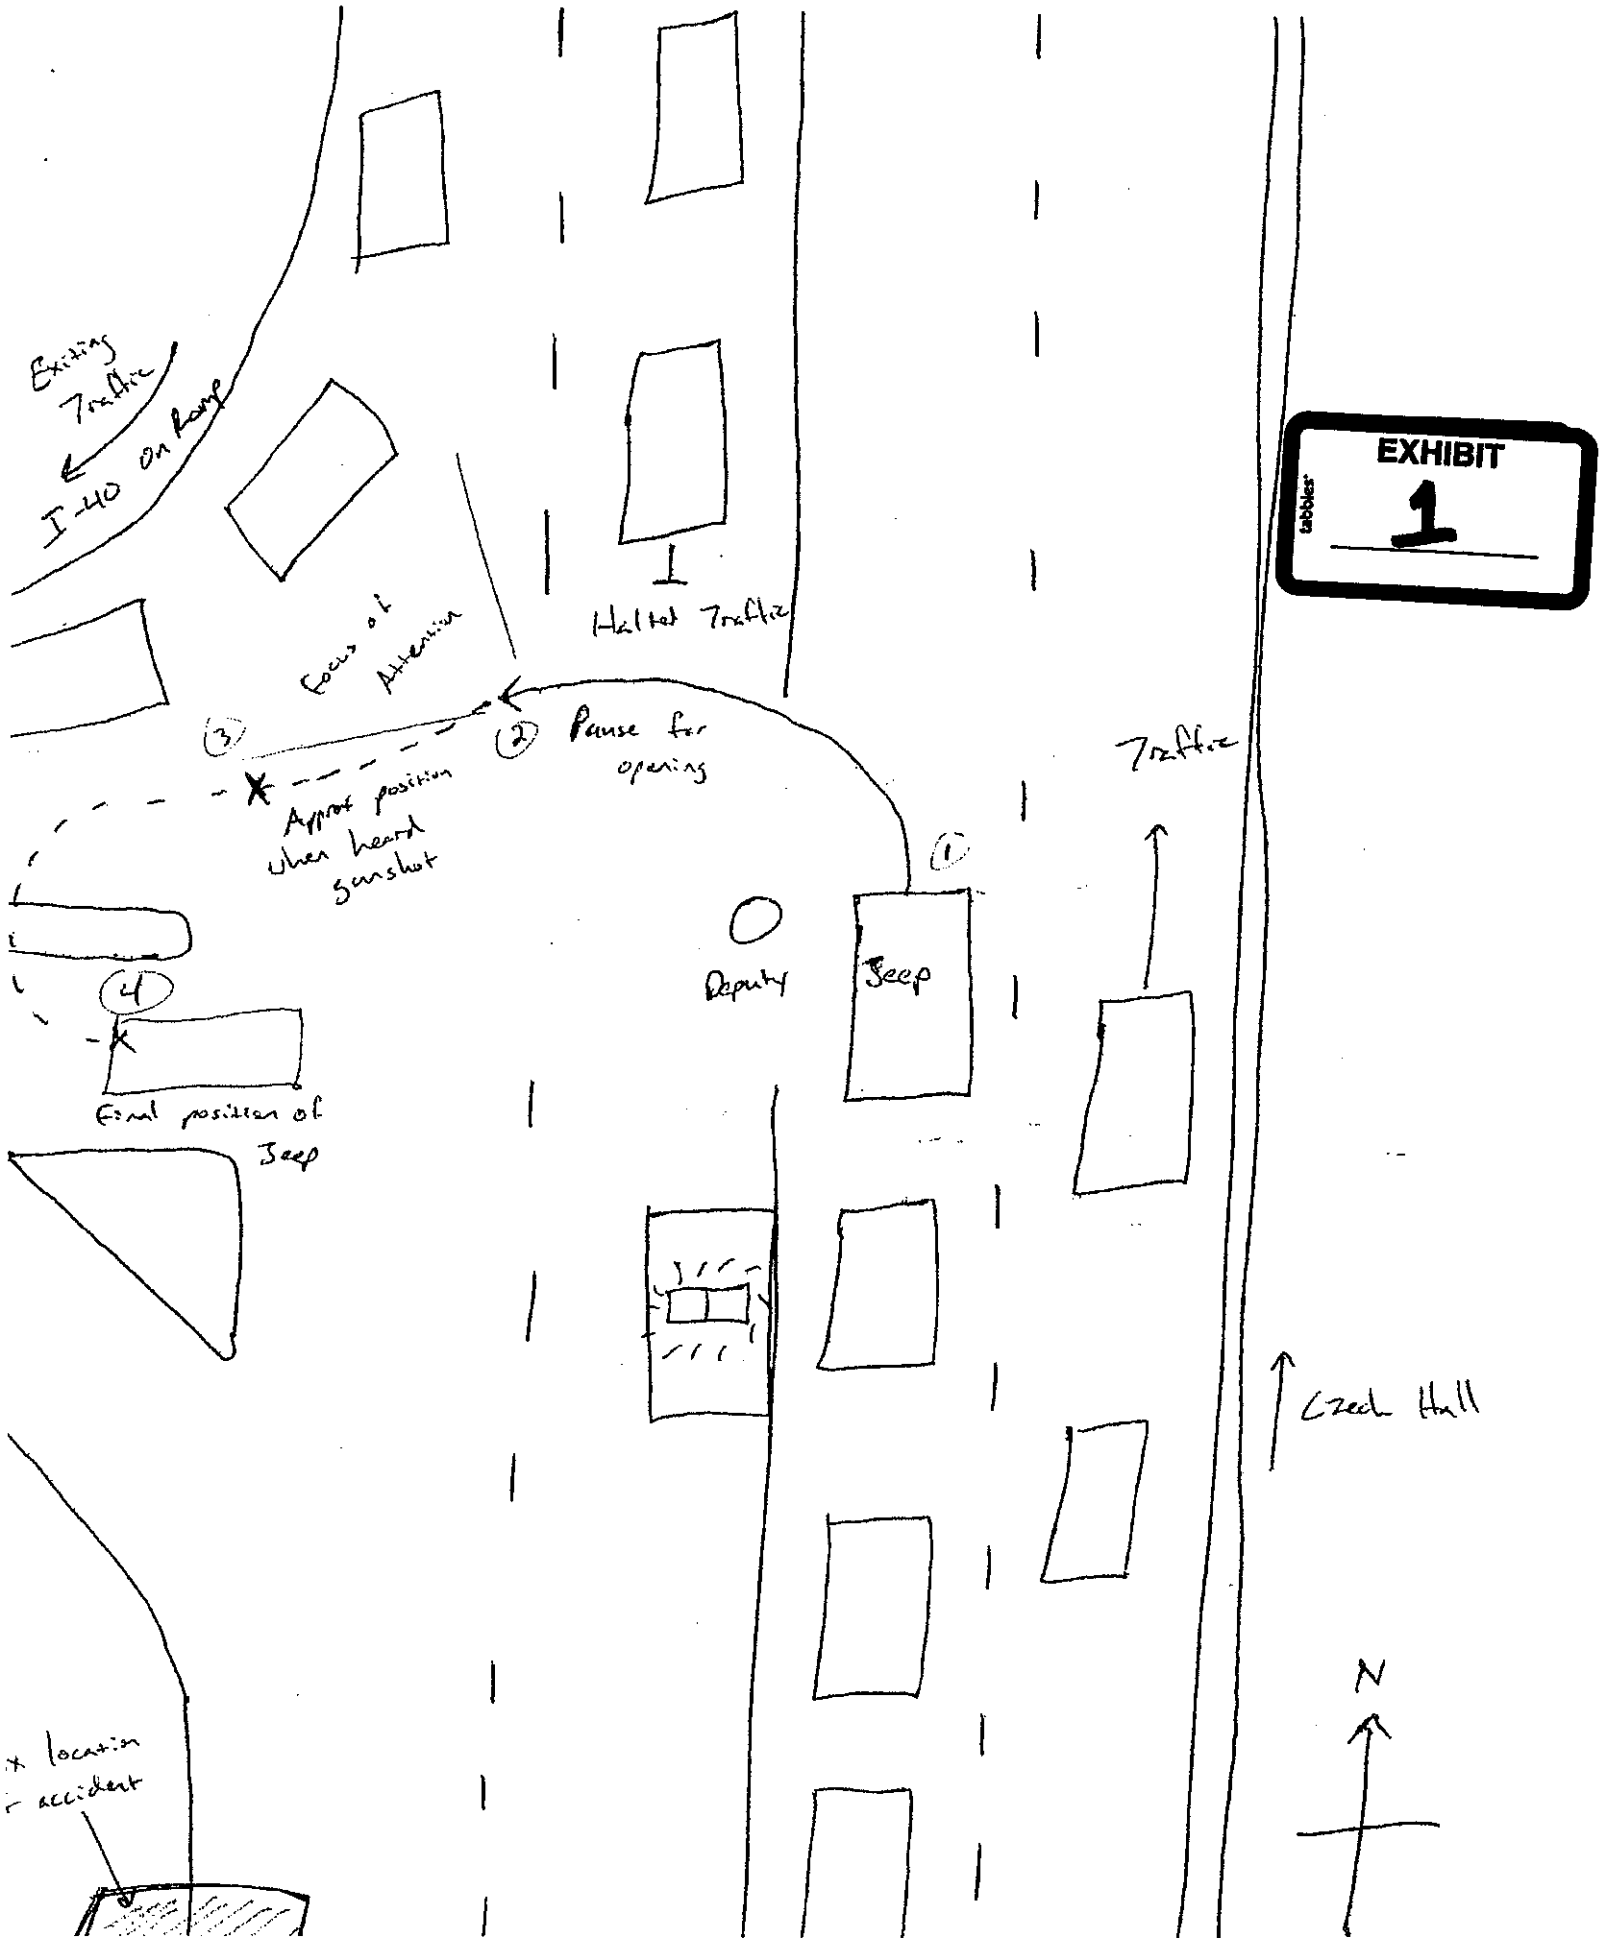 Exiting
Traffic
I-40 on Ramp
EXHIBIT
1
tabbies
Halted Traffic
Focus of
Attention
3
2
Pause for
opening
Traffic
Approx position
when heard
gunshot
1
Deputy
Jeep
4
Final position of
Jeep
Czech Hall
N
location
accident